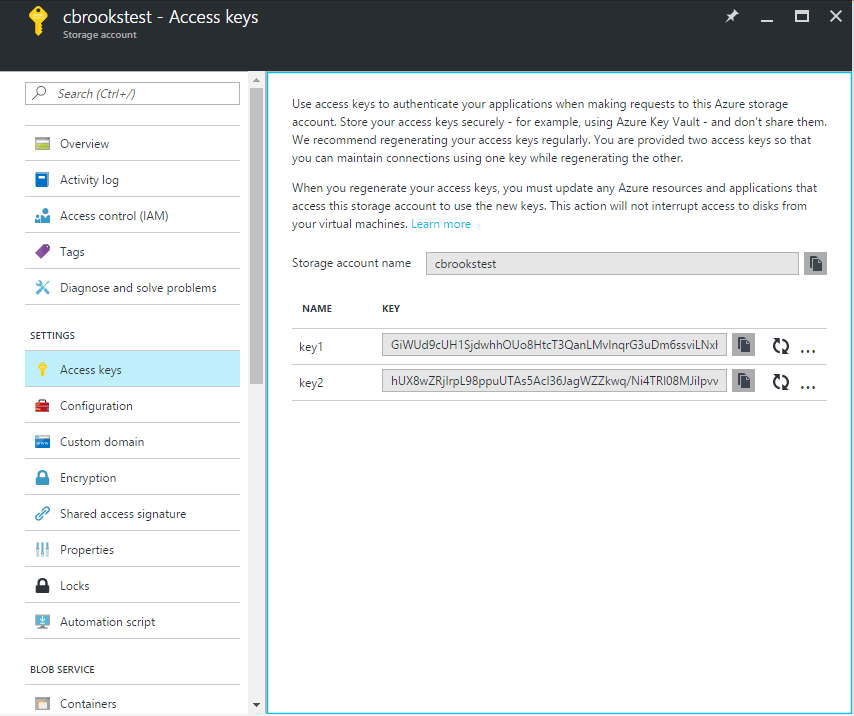 cbrookstest - Access keys
Storage account
Search (Ctrl+/)
Overview
Activity log
Access control (IAM)
Tags
Diagnose and solve problems
SETTINGS
Access keys
Configuration
Custom domain
Encryption
Shared access signature
Properties
Locks
Automation script
BLOB SERVICE
Containers
Use access keys to authenticate your applications when making requests to this Azure storage
account. Store your access keys securely - for example, using Azure Key Vault - and don't share them.
We recommend regenerating your access keys regularly. You are provided two access keys so that
you can maintain connections using one key while regenerating the other.
When you regenerate your access keys, you must update any Azure resources and applications that
access this storage account to use the new keys. This action will not interrupt access to disks from
your virtual machines. Learn more
Storage account name cbrookstest
NAME KEY
key1
key2